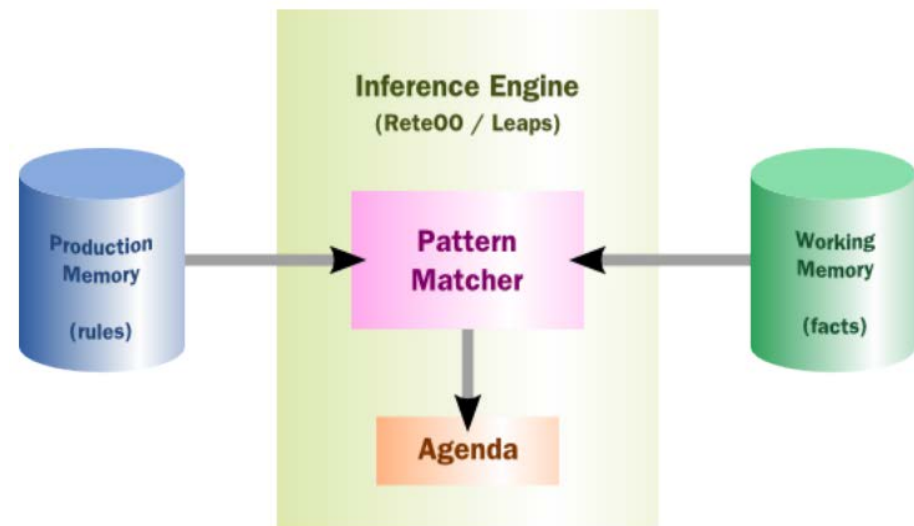 Inference Engine
(ReteOO / Leaps)
Production
Memory
(rules)
Pattern
Matcher
Working
Memory
(facts)
Agenda